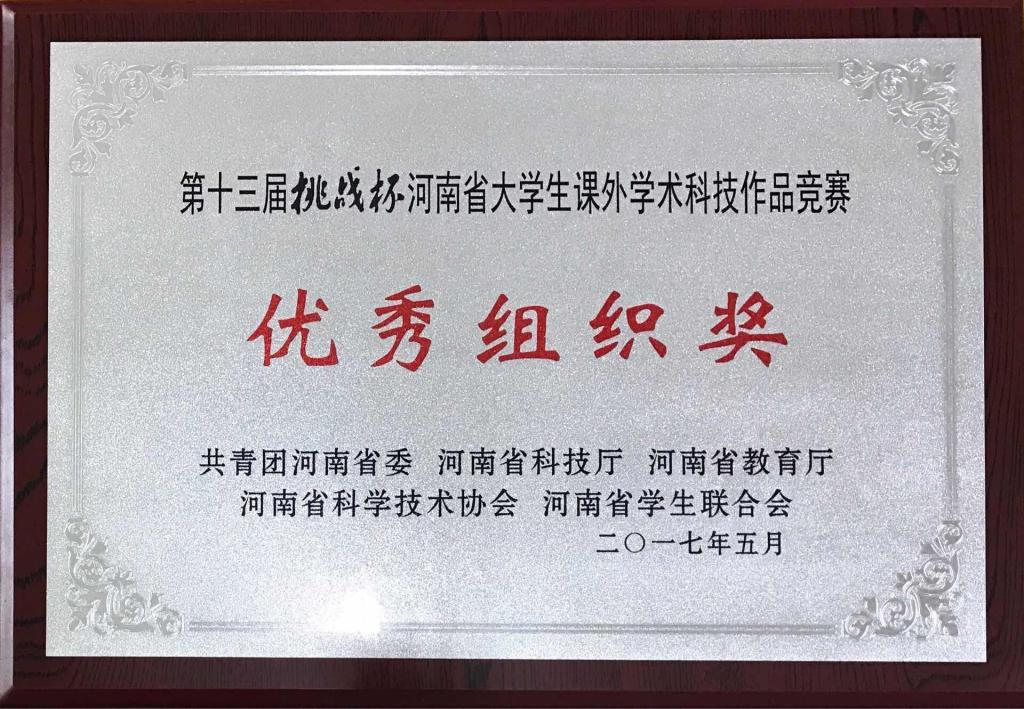 第十三届挑战杯河南省大学生课外学术科技作品竞赛
优秀组织奖
共青团河南省委 河南省科技厅 河南省教育厅
河南省科学技术协会 河南省学生联合会
二〇一七年五月